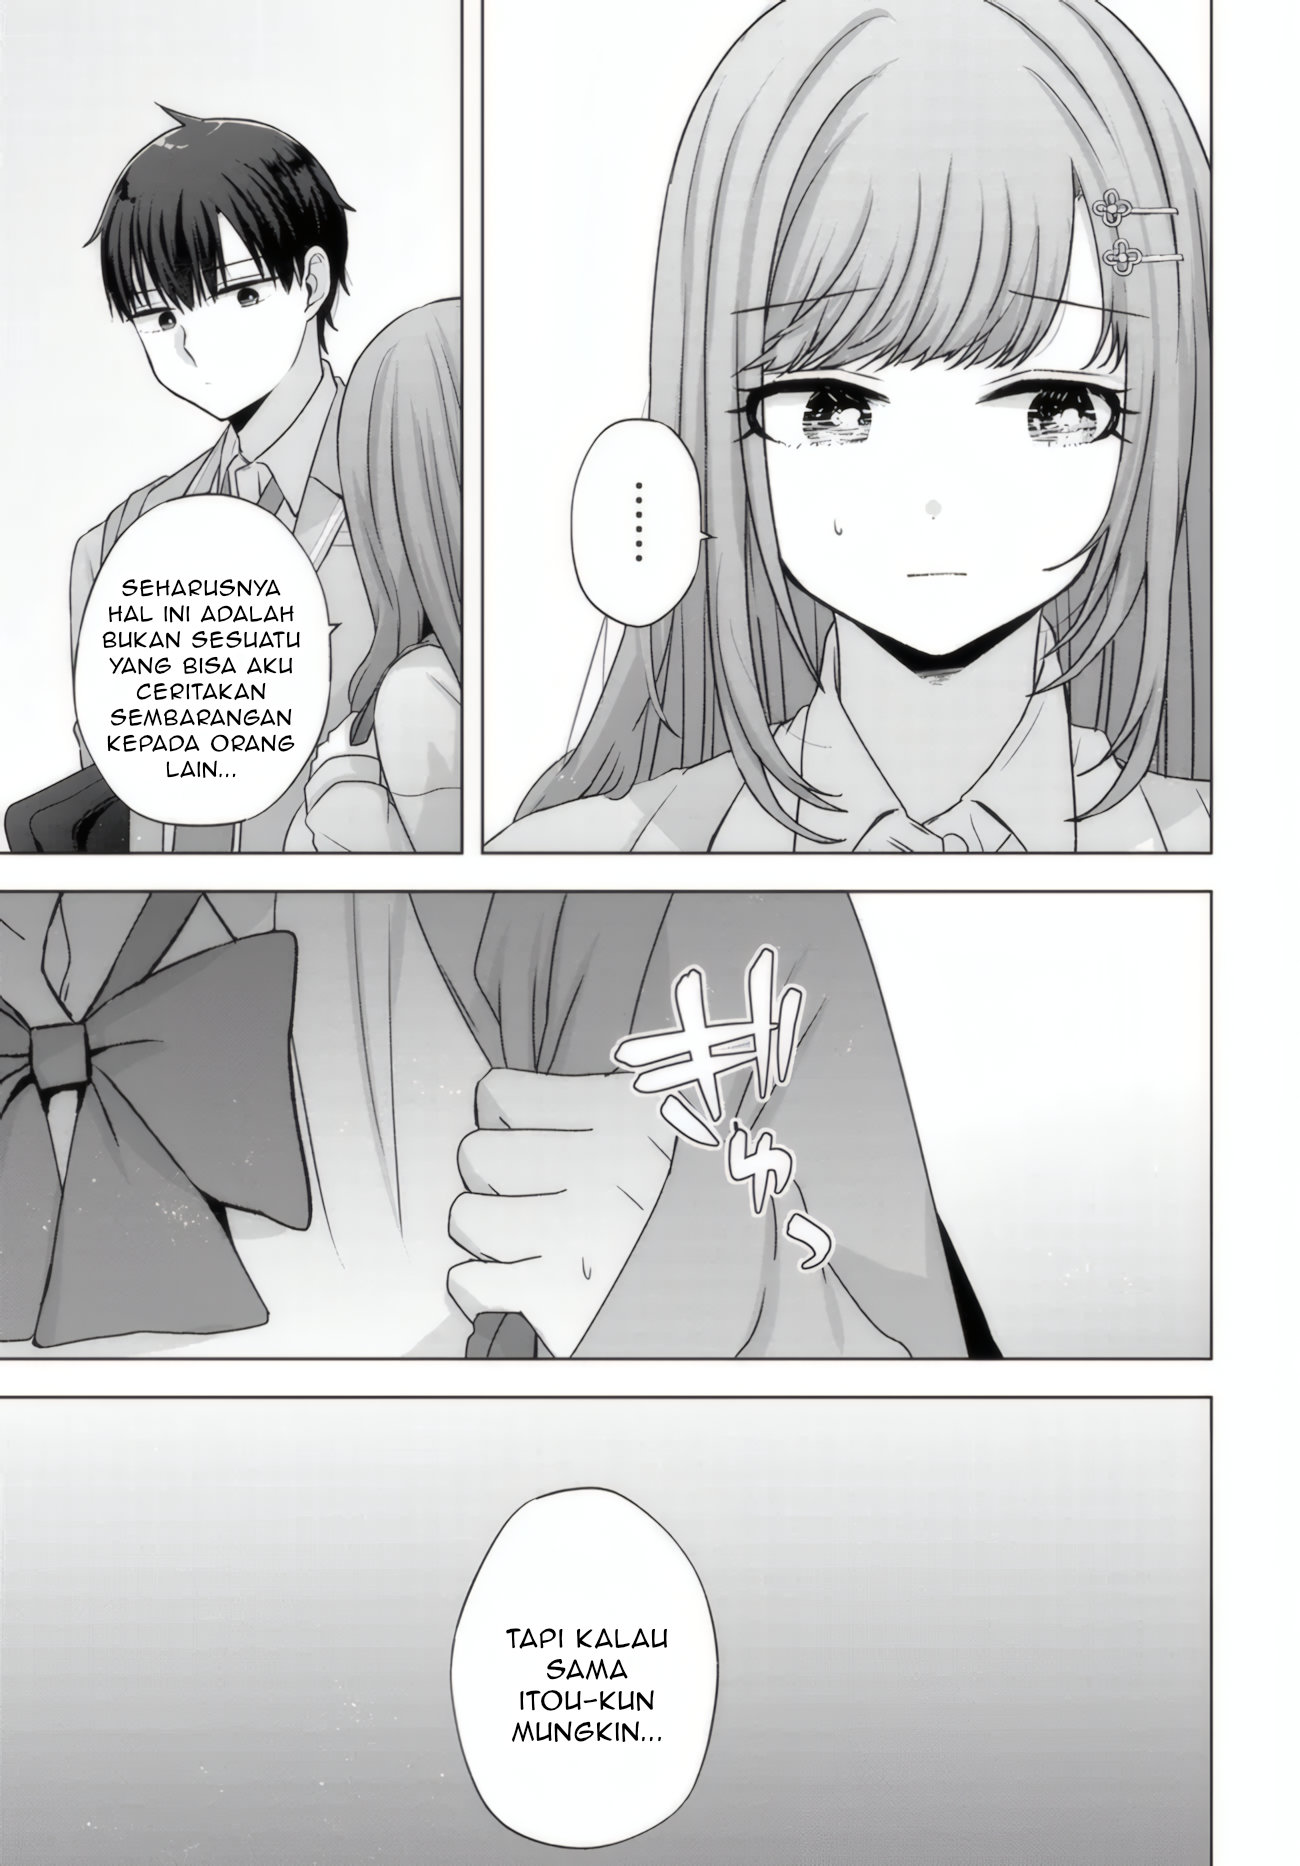 ........
SEHARUSNYA
HAL INI ADALAH
BUKAN SESUATU
YANG BISA AKU
CERITAKAN
SEMBARANGAN
KEPADA ORANG
LAIN...
ぎゅっ
TAPI KALAU
SAMA
ITOU-KUN
MUNGKIN...